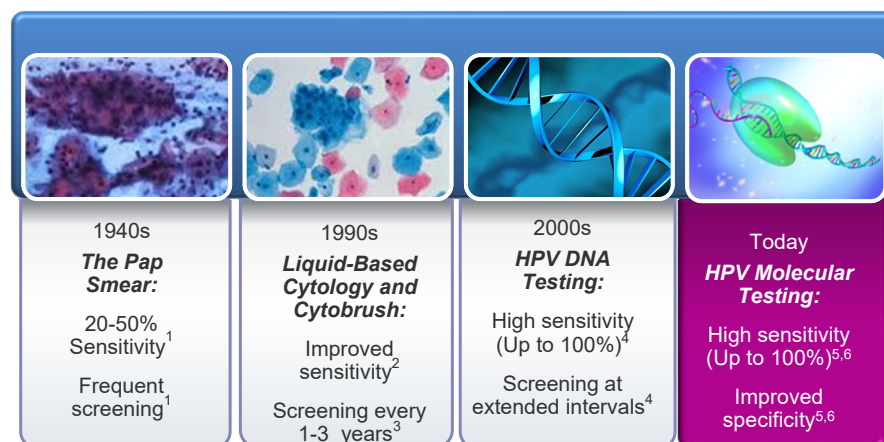 1940s
The Pap
Smear:
20-50%
Sensitivity1
Frequent
screening1
1990s
Liquid-Based
Cytology and
Cytobrush:
Improved
sensitivity2
Screening every
1-3 years3
2000s
HPV DNA
Testing:
High sensitivity
(Up to 100%)4
Screening at
extended intervals4
Today
HPV Molecular
Testing:
High sensitivity
(Up to 100%)5,6
Improved
specificity5,6